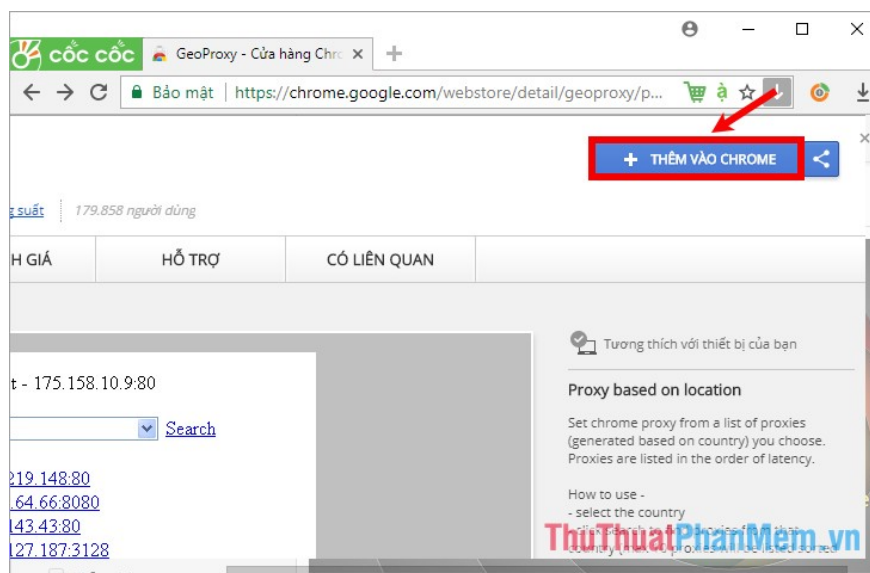 cốc cốc
GeoProxy - Cửa hàng Chrc
Bảo mật | https://chrome.google.com/webstore/detail/geoproxy/p...
à
+ THÊM VÀO CHROME
g suất
179.858 người dùng
H GIÁ
HỖ TRỢ
CÓ LIÊN QUAN
Tương thích với thiết bị của bạn
t - 175.158.10.9:80
Search
219.148:80
.64.66:8080
143.43:80
127.187:3128
Proxy based on location
Set chrome proxy from a list of proxies
(generated based on country) you choose.
Proxies are listed in the order of latency.
How to use -
- select the country
ThuThuatPhanMem.vn